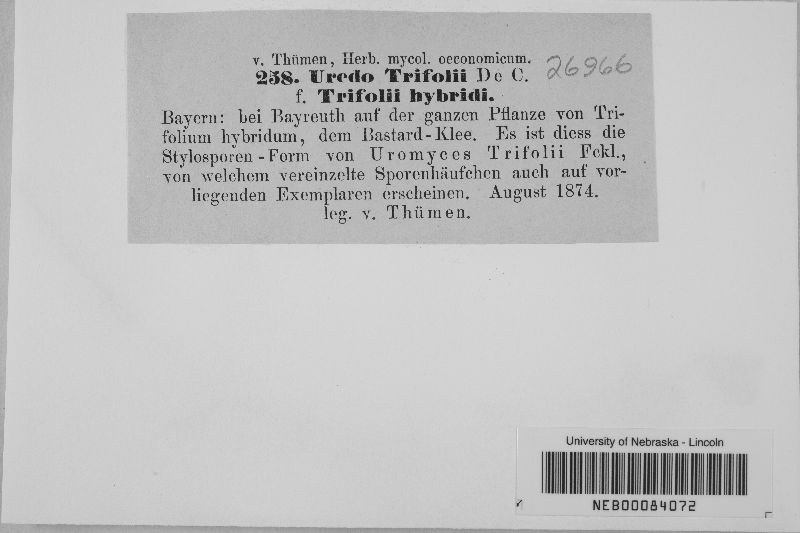 v. Thümen, Herb. mycol. oeconomicum.
26966
258. Uredo Trifolii De C.
f. Trifolii hybridi.
Bayern: bei Bayreuth auf der ganzen Pflanze von Tri-
folium hybridum, dem Bastard-Klee. Es ist diess die
Stylosporen-Form von Uromyces Trifolii Fckl.,
von welchem vereinzelte Sporenhäufchen auch auf vor-
liegenden Exemplaren erscheinen. August 1874.
leg. v. Thümen.
University of Nebraska - Lincoln
NEB00084072